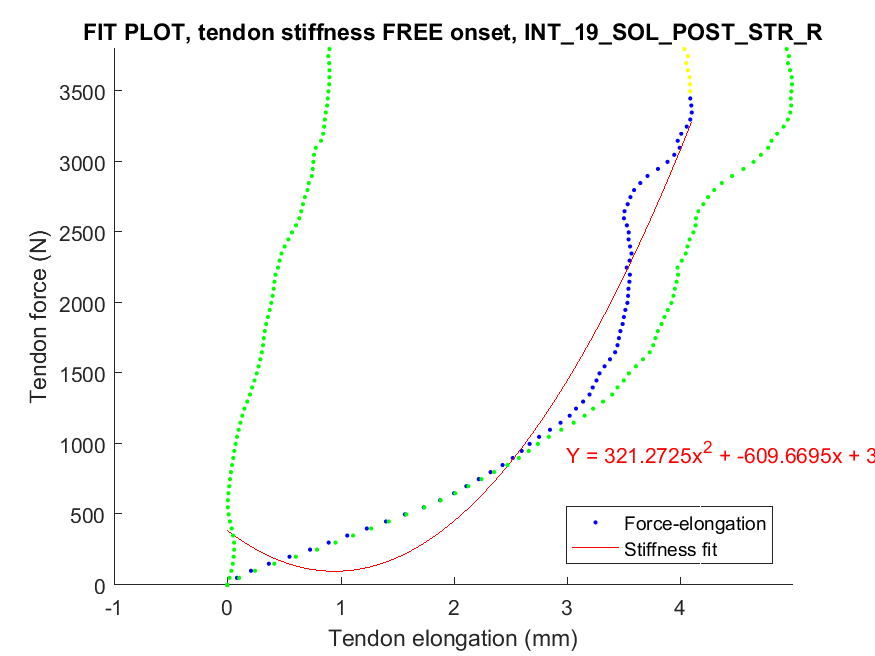 FIT PLOT, tendon stiffness FREE onset, INT_19_SOL_POST_STR_R
3500
3000
2500
2000
1500
1000
500
0
Tendon force (N)
Y = 321.2725x² + -609.6695x + 3
Force-elongation
Stiffness fit
-1 0 1 2 3 4
Tendon elongation (mm)